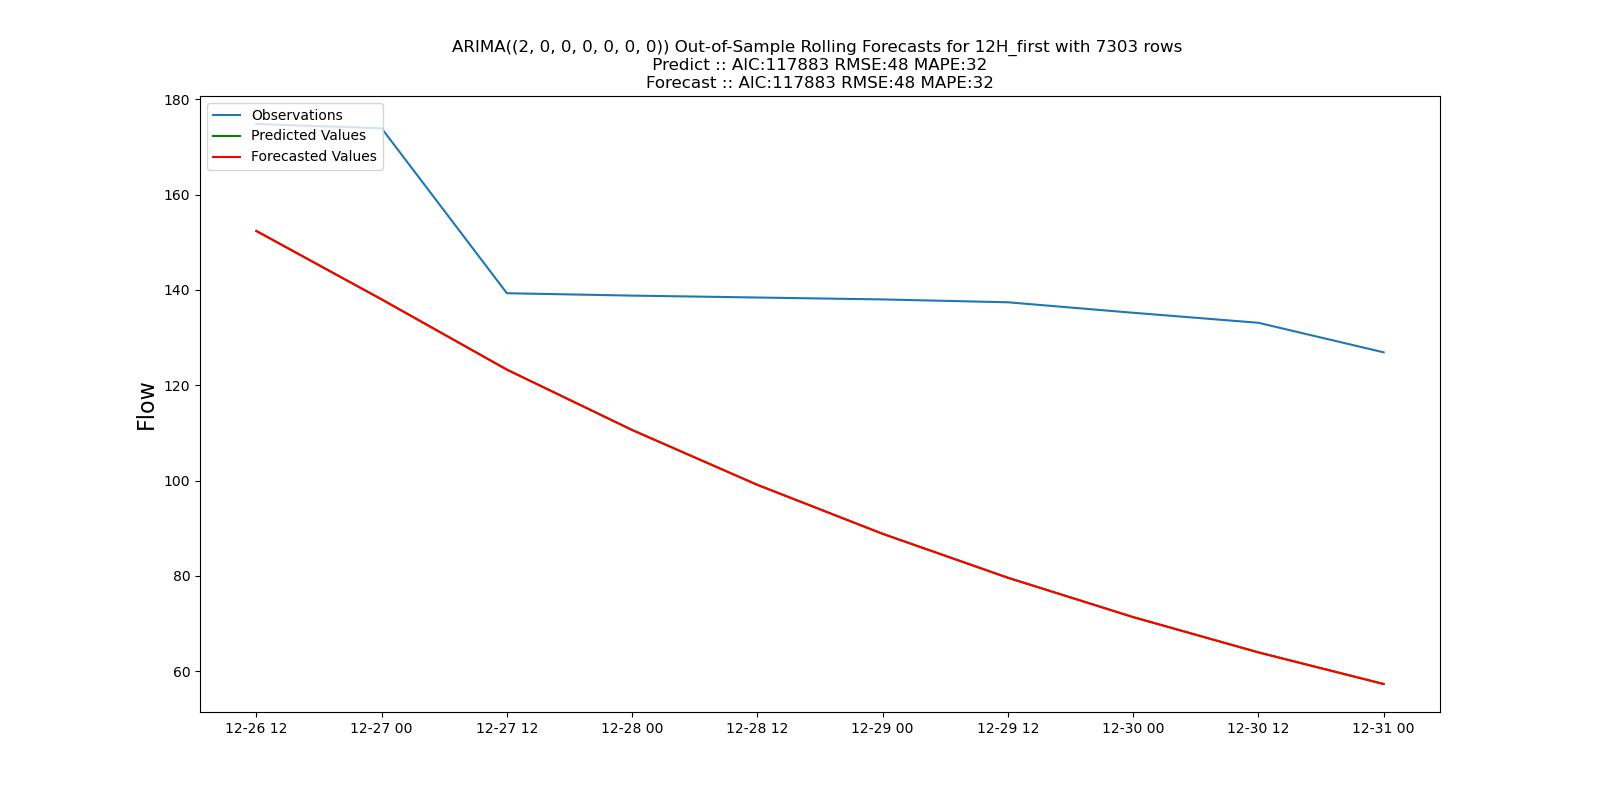 ARIMA((2, 0, 0, 0, 0, 0, 0)) Out-of-Sample Rolling Forecasts for 12H_first with 7303 rows
Predict :: AIC:117883 RMSE:48 MAPE:32
Forecast :: AIC:117883 RMSE:48 MAPE:32
Observations
Predicted Values
Forecasted Values
Flow
180
160
140
120
100
80
60
12-26 12 12-27 00 12-27 12 12-28 00 12-28 12 12-29 00 12-29 12 12-30 00 12-30 12 12-31 00